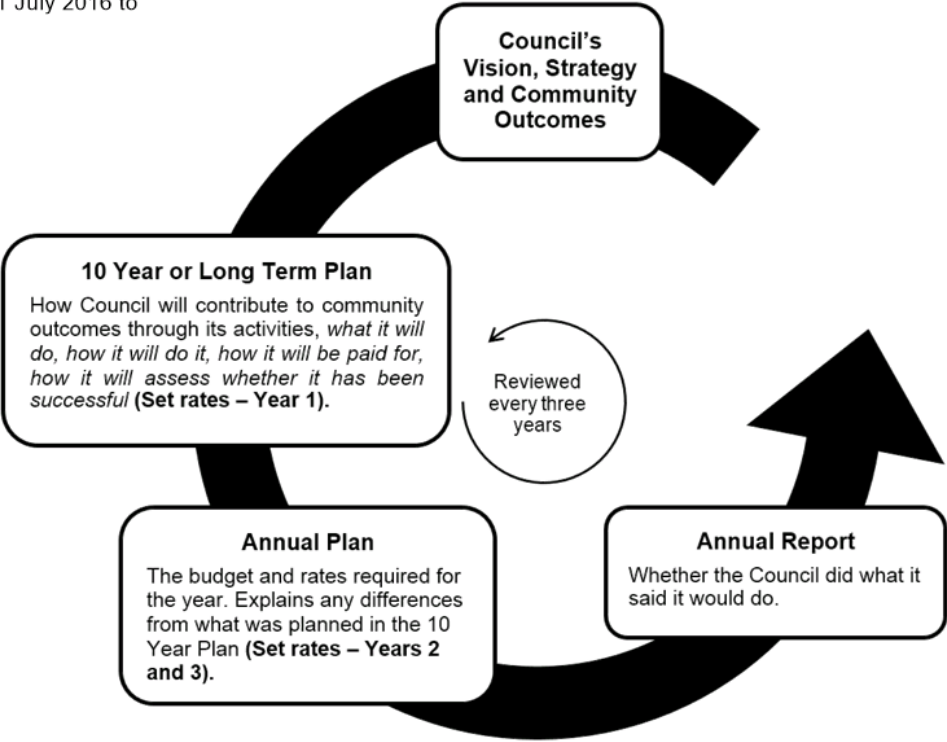 1 July 2016 to
Council's
Vision, Strategy
and Community
Outcomes
10 Year or Long Term Plan
How Council will contribute to community
outcomes through its activities, what it will
do, how it will do it, how it will be paid for,
how it will assess whether it has been
successful (Set rates – Year 1).
Reviewed
every three
years
Annual Plan
The budget and rates required for
the year. Explains any differences
from what was planned in the 10
Year Plan (Set rates – Years 2
and 3).
Annual Report
Whether the Council did what it
said it would do.